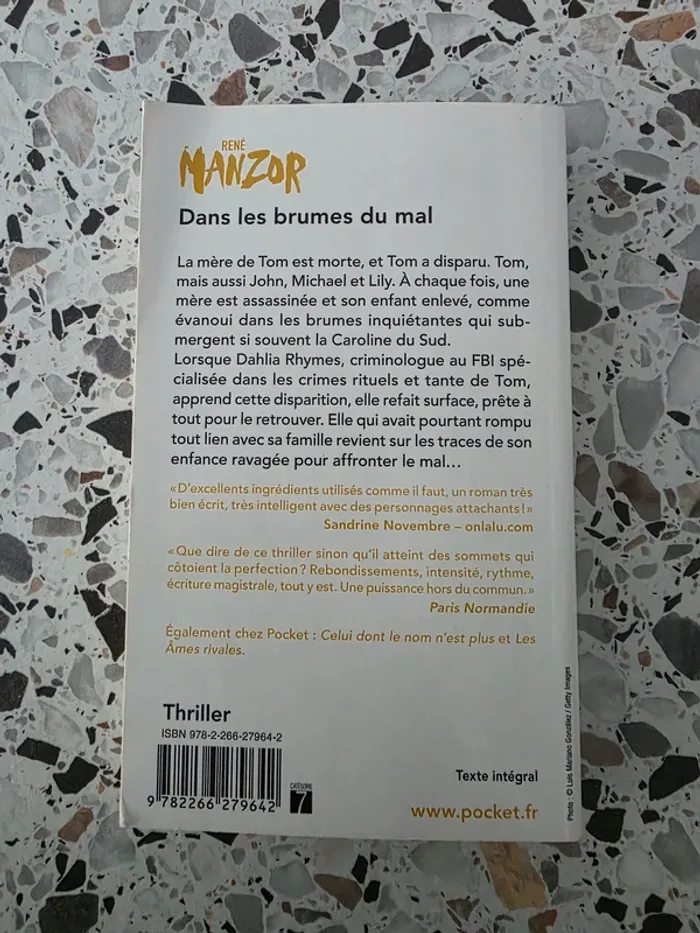 RENÉ
MANZOR
Dans les brumes du mal
La mère de Tom est morte, et Tom a disparu. Tom,
mais aussi John, Michael et Lily. À chaque fois, une
mère est assassinée et son enfant enlevé, comme
évanoui dans les brumes inquiétantes qui sub-
mergent si souvent la Caroline du Sud.
Lorsque Dahlia Rhymes, criminologue au FBI spé-
cialisée dans les crimes rituels et tante de Tom,
apprend cette disparition, elle refait surface, prête à
tout pour le retrouver. Elle qui avait pourtant rompu
tout lien avec sa famille revient sur les traces de son
enfance ravagée pour affronter le mal…
« D'excellents ingrédients utilisés comme il faut, un roman très
bien écrit, très intelligent avec des personnages attachants ! »
Sandrine Novembre – onlalu.com
« Que dire de ce thriller sinon qu'il atteint des sommets qui
côtoient la perfection ? Rebondissements, intensité, rythme,
écriture magistrale, tout y est. Une puissance hors du commun. »
Paris Normandie
Également chez Pocket : Celui dont le nom n'est plus et Les
Âmes rivales.
Thriller
ISBN 978-2-266-27964-2
9 782266 279642
CATÉGORIE
7
Texte intégral
www.pocket.fr
Photo : © Luis Mariano González / Getty Images